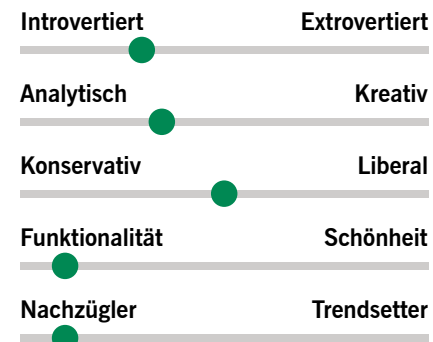 Introvertiert Extrovertiert
Analytisch Kreativ
Konservativ Liberal
Funktionalität Schönheit
Nachzügler Trendsetter